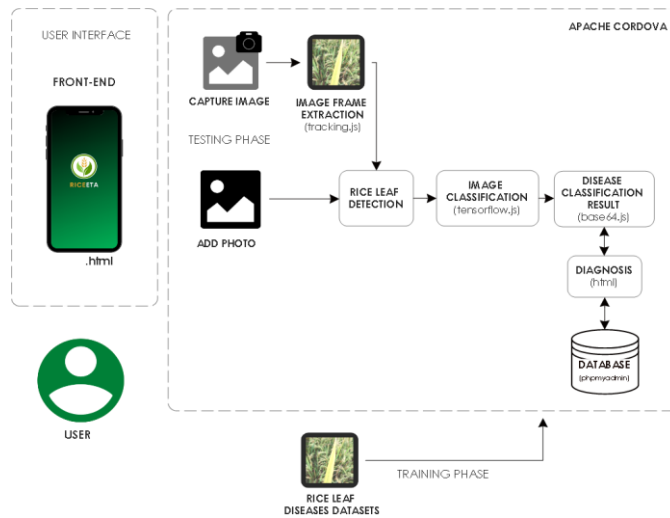 USER INTERFACE
FRONT-END
RICEETA
.html
USER
APACHE CORDOVA
CAPTURE IMAGE
IMAGE FRAME
EXTRACTION
(tracking.js)
TESTING PHASE
ADD PHOTO
RICE LEAF
DETECTION
IMAGE
CLASSIFICATION
(tensorflow.js)
DISEASE
CLASSIFICATION
RESULT
(base64.js)
DIAGNOSIS
(html)
DATABASE
(phpmyadmin)
TRAINING PHASE
RICE LEAF
DISEASES DATASETS